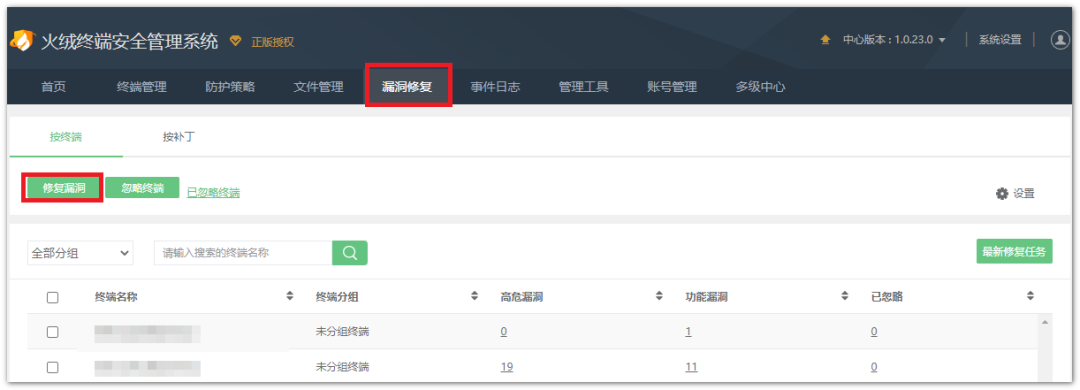 火绒终端安全管理系统 正版授权 中心版本 : 1.0.23.0 系统设置
首页 终端管理 防护策略 文件管理 漏洞修复 事件日志 管理工具 账号管理 多级中心
按终端 按补丁
修复漏洞 忽略终端 已忽略终端 设置
全部分组 请输入搜索的终端名称 最新修复任务
终端名称 终端分组 高危漏洞 功能漏洞 已忽略
未分组终端 0 1 0
未分组终端 19 11 0